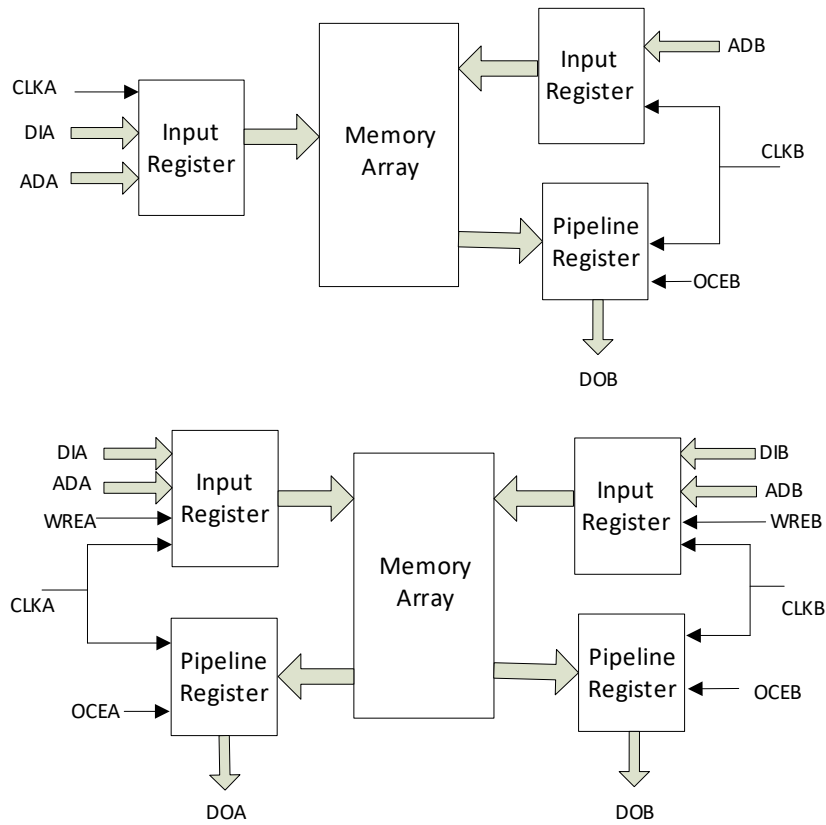 CLKA
DIA
ADA
Input
Register
Memory
Array
Input
Register
ADB
CLKB
Pipeline
Register
OCEB
DOB
DIA
ADA
WREA
CLKA
Input
Register
Memory
Array
Input
Register
DIB
ADB
WREB
CLKB
Pipeline
Register
OCEA
DOA
Pipeline
Register
OCEB
DOB